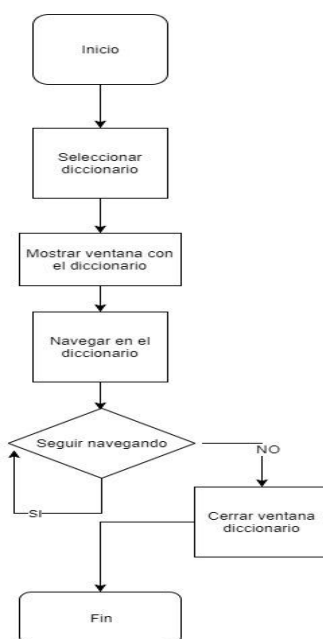 Inicio
Seleccionar
diccionario
Mostrar ventana con
el diccionario
Navegar en el
diccionario
Seguir navegando
NO
SI
Cerrar ventana
diccionario
Fin